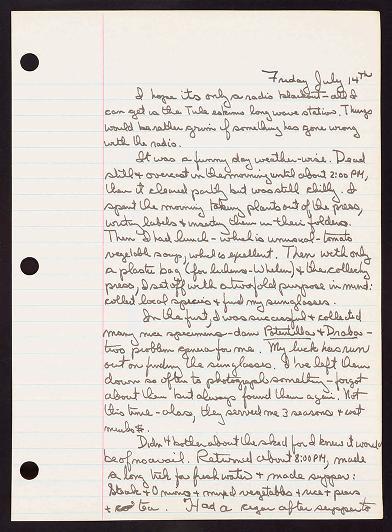 Friday July 14th
I hope its only a radio blackout - all I
can get is the Tule eskimo long wave station. Things
would be rather grim if something has gone wrong
with the radio.
It was a funny day weather-wise. Dead
still & overcast in the morning until about 2:00 PM,
then it cleared partly but was still chilly. I
spent the morning taking plants out of the press,
writing labels & inserting them in their folders.
Then I had lunch - which is unusual - tomato
vegetable soup, which is excellent. Then with only
a plastic bag (for lichens - Whelm) & the collecting
press, I set off with a twofold purpose in mind:
collect local species & find my sunglasses.
In the first, I was successful & collected
many nice specimens - damn Potentillas & Drabas -
two problem genera for me. My luck has run
out on finding the sunglasses. I've left them
down so often to photograph something - forgot
about them but always found them again. Not
this time - alas, they served me 3 seasons & cost
much $.
Didn't bother about the sked for I knew it would
be of no avail. Returned about 8:00 PM, made
a long trek for fresh water & made supper:
Steak & Onions & mixed vegetables + rice + pears
+ tea. Had a cigar after supper to